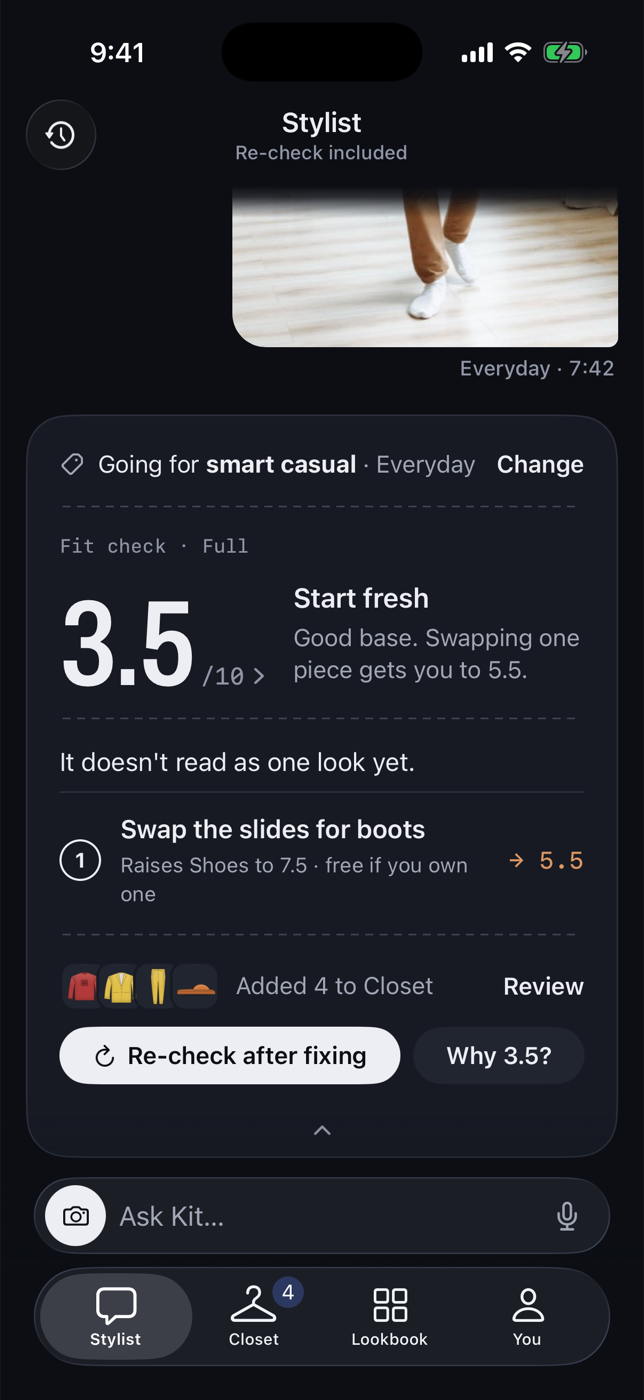 9:41
Stylist
Re-check included
Everyday · 7:42
Going for smart casual · Everyday Change
Fit check · Full
3.5 /10 >
Start fresh
Good base. Swapping one
piece gets you to 5.5.
It doesn't read as one look yet.
1
Swap the slides for boots
Raises Shoes to 7.5 · free if you own
one
→ 5.5
Added 4 to Closet Review
Re-check after fixing Why 3.5?
Ask Kit...
4
Stylist Closet Lookbook You